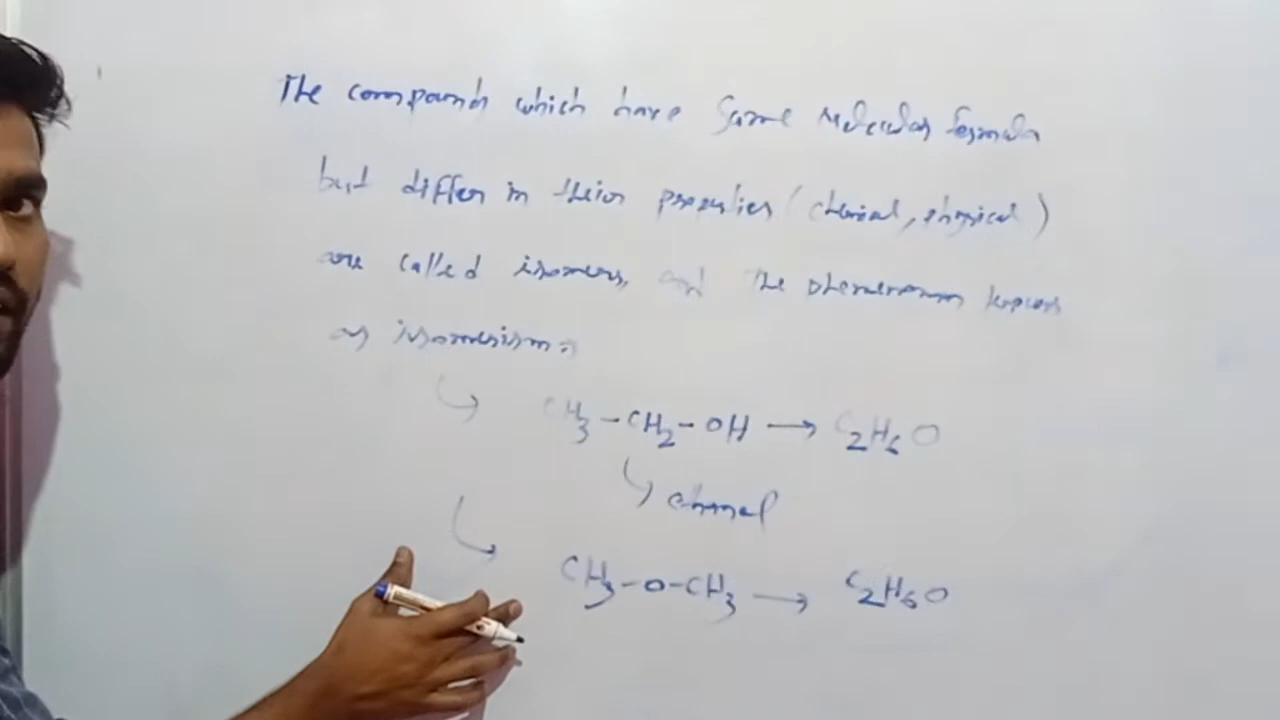 The compounds which have same molecular formula
but differ in their properties (chemical, physical)
are called isomers, and the phenomenon known
as isomerism:
CH3-CH2-OH → C2H6O
ethanol
CH3-O-CH3 → C2H6O